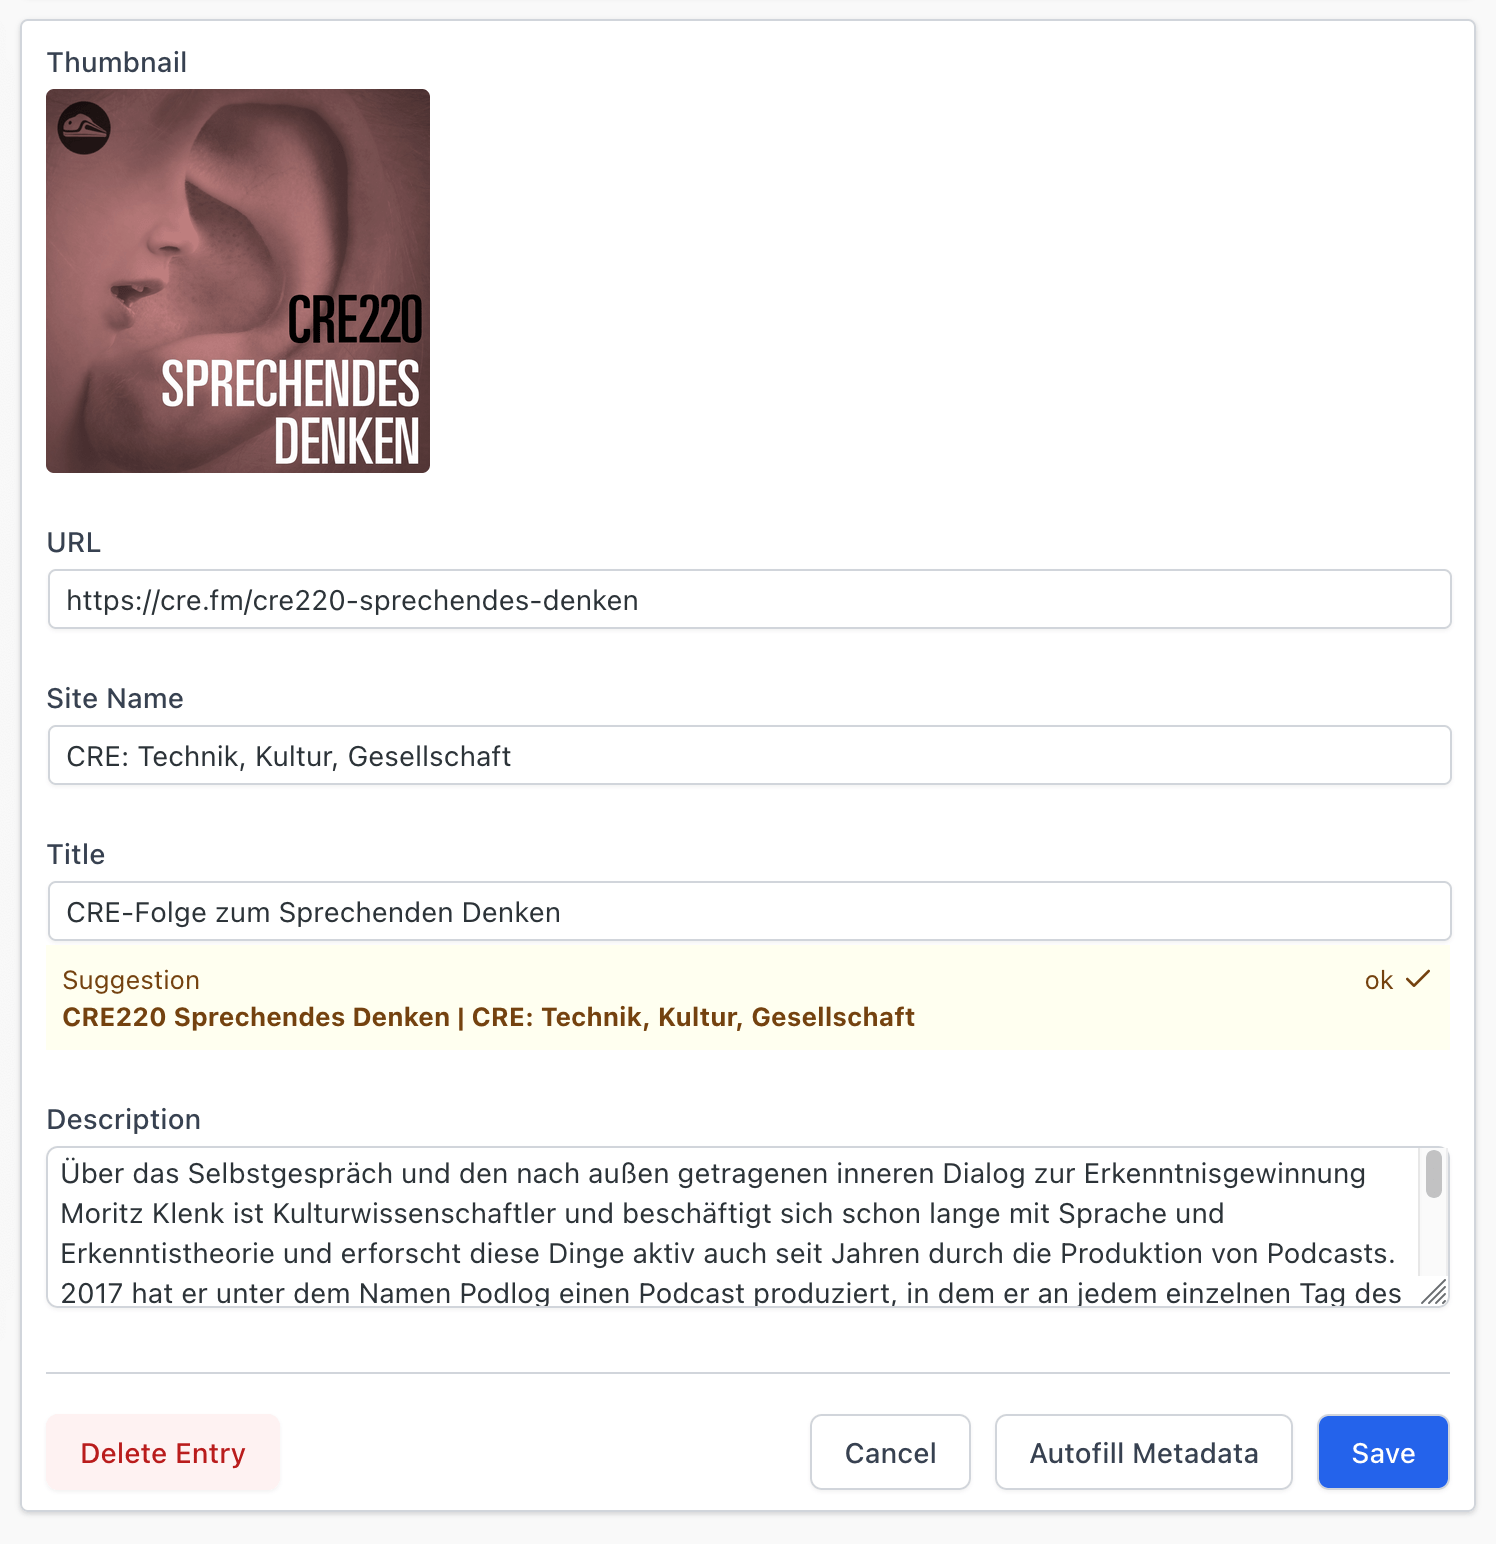 Thumbnail
CRE220
SPRECHENDES
DENKEN
URL
https://cre.fm/cre220-sprechendes-denken
Site Name
CRE: Technik, Kultur, Gesellschaft
Title
CRE-Folge zum Sprechenden Denken
Suggestion ok
CRE220 Sprechendes Denken | CRE: Technik, Kultur, Gesellschaft
Description
Über das Selbstgespräch und den nach außen getragenen inneren Dialog zur Erkenntnisgewinnung
Moritz Klenk ist Kulturwissenschaftler und beschäftigt sich schon lange mit Sprache und
Erkenntistheorie und erforscht diese Dinge aktiv auch seit Jahren durch die Produktion von Podcasts.
2017 hat er unter dem Namen Podlog einen Podcast produziert, in dem er an jedem einzelnen Tag des
Delete Entry Cancel Autofill Metadata Save